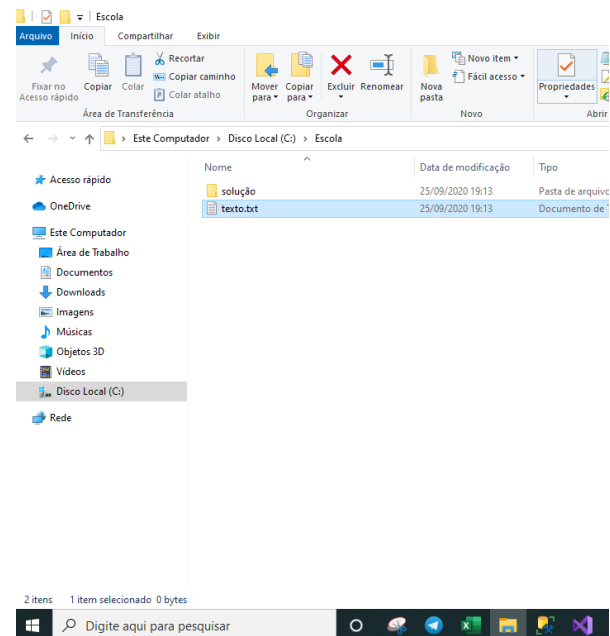 Escola
Arquivo Início Compartilhar Exibir
Fixar no Acesso rápido
Copiar
Colar
Recortar
Copiar caminho
Colar atalho
Área de Transferência
Mover para
Copiar para
Excluir
Renomear
Organizar
Nova pasta
Novo item
Fácil acesso
Novo
Propriedades
Abrir
Este Computador > Disco Local (C:) > Escola
Nome Data de modificação Tipo
solução 25/09/2020 19:13 Pasta de arquivo
texto.txt 25/09/2020 19:13 Documento de T
Acesso rápido
OneDrive
Este Computador
Área de Trabalho
Documentos
Downloads
Imagens
Músicas
Objetos 3D
Vídeos
Disco Local (C:)
Rede
2 itens 1 item selecionado 0 bytes
Digite aqui para pesquisar